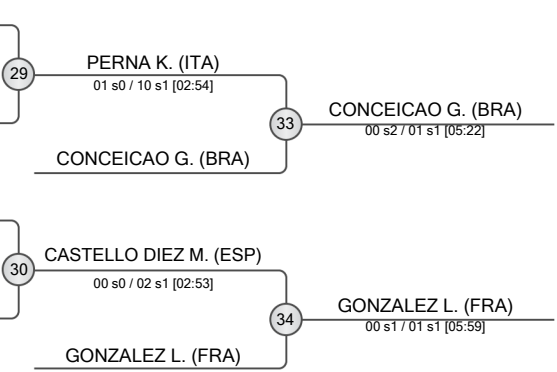 PERNA K. (ITA)
29
01 s0 / 10 s1 [02:54]
CONCEICAO G. (BRA)
33
00 s2 / 01 s1 [05:22]
CONCEICAO G. (BRA)
CASTELLO DIEZ M. (ESP)
30
00 s0 / 02 s1 [02:53]
GONZALEZ L. (FRA)
34
00 s1 / 01 s1 [05:59]
GONZALEZ L. (FRA)